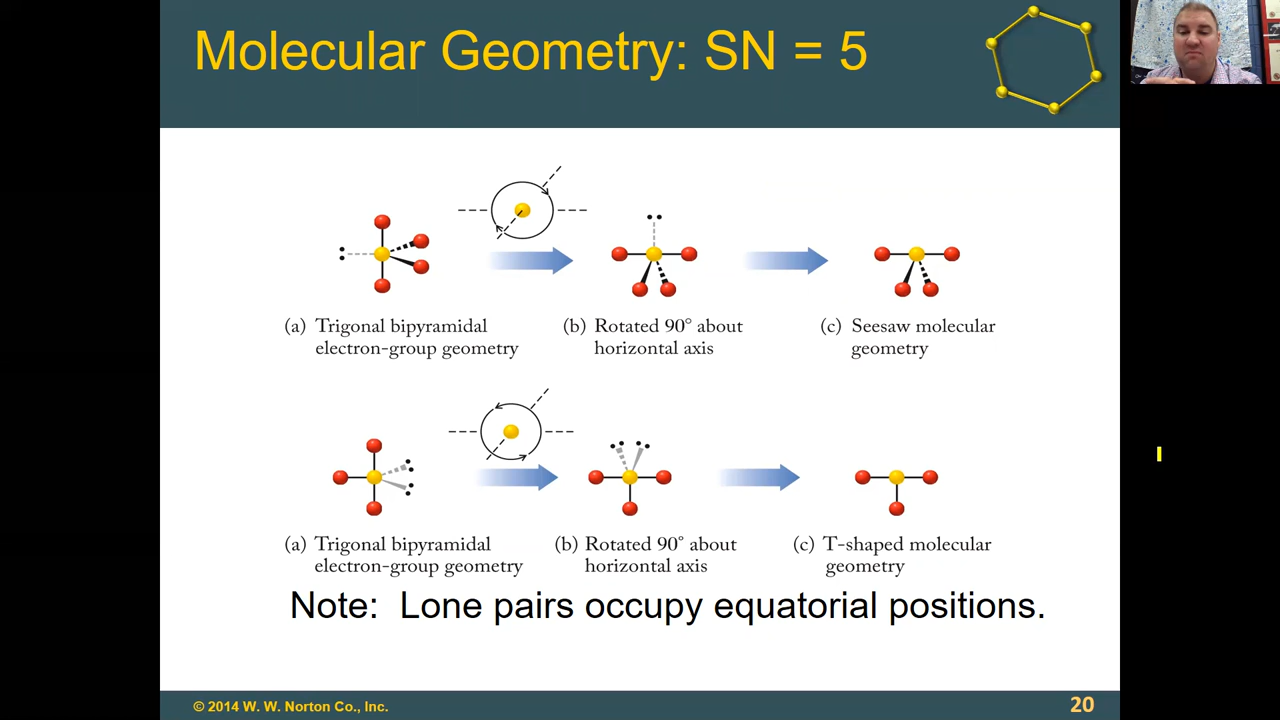 Molecular Geometry: SN = 5
(a) Trigonal bipyramidal
electron-group geometry
(b) Rotated 90° about
horizontal axis
(c) Seesaw molecular
geometry
(a) Trigonal bipyramidal
electron-group geometry
(b) Rotated 90° about
horizontal axis
(c) T-shaped molecular
geometry
Note: Lone pairs occupy equatorial positions.
© 2014 W. W. Norton Co., Inc.
20